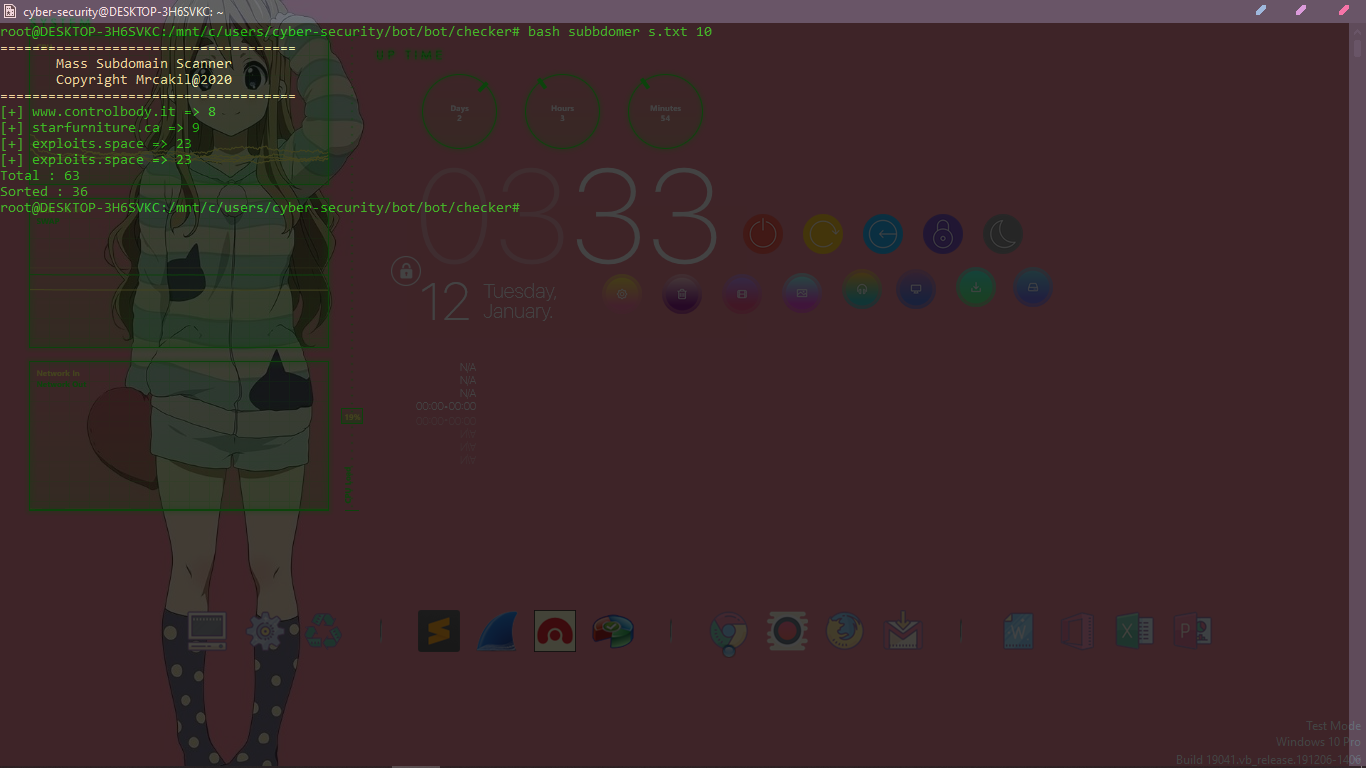 cyber-security@DESKTOP-3H6SVKC: ~
root@DESKTOP-3H6SVKC:/mnt/c/users/cyber-security/bot/bot/checker# bash subbdomer s.txt 10
=====================================
Mass Subdomain Scanner
Copyright Mrcakil@2020
=====================================
[+] www.controlbody.it => 8
[+] starfurniture.ca => 9
[+] exploits.space => 23
[+] exploits.space => 23
Total : 63
Sorted : 36
root@DESKTOP-3H6SVKC:/mnt/c/users/cyber-security/bot/bot/checker#
Days
2
Hours
3
Minutes
54
03 33
12 Tuesday,
January,
N/A
N/A
N/A
00:00-00:00
Network In
19%
Test Mode
Windows 10 Pro
Build 19041.vb_release.191206-1406